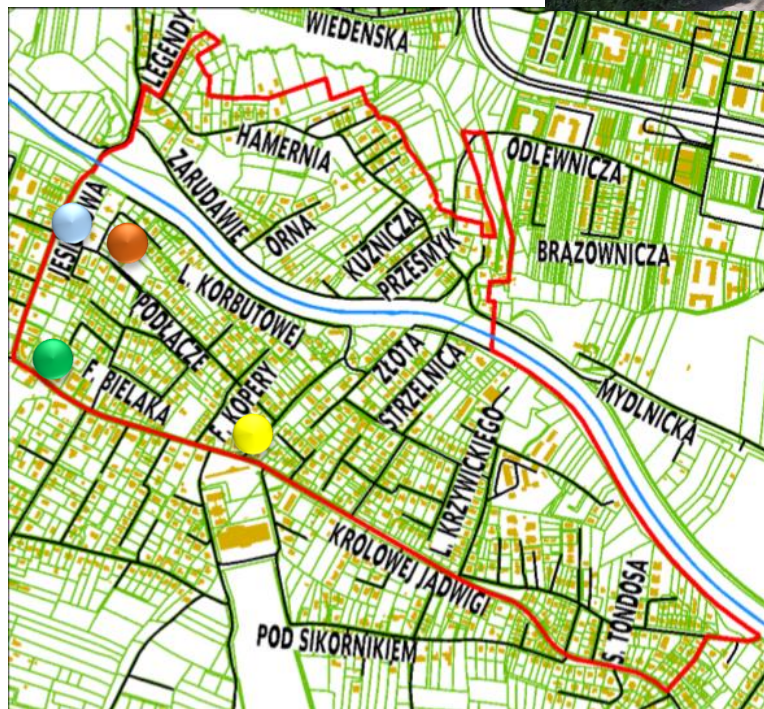 WIEDEŃSKA
LEGENDY
HAMERNIA
ODLEWNICZA
ZARUDAWIE
ORNA
KUŹNICZA
PRZESMYK
BRĄZOWNICZA
L. KORBUTOWEJ
PODŁĄCZE
ZŁOTA
STRZELNICA
F. BIELAKA
F. KOPERY
MYDLNICKA
L. KRZYWICKIEGO
KRÓLOWEJ JADWIGI
S. TONDOSA
POD SIKORNIKIEM